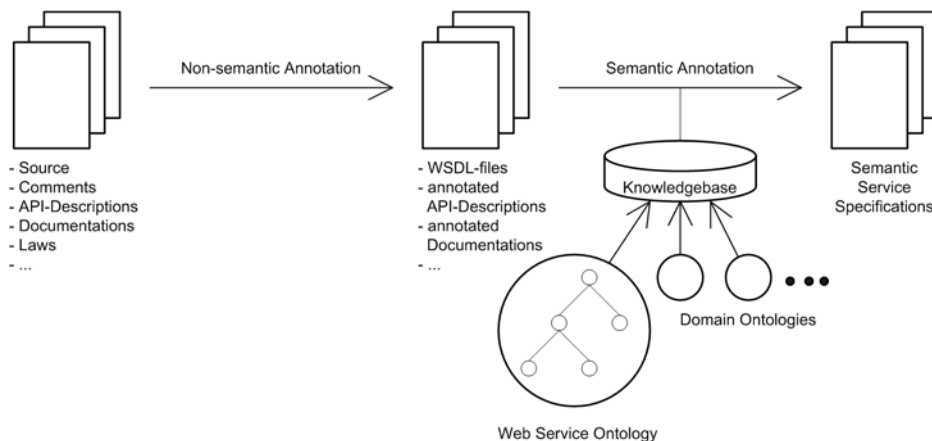 Non-semantic Annotation
Semantic Annotation
- Source
- Comments
- API-Descriptions
- Documentations
- Laws
- ...
- WSDL-files
- annotated
API-Descriptions
- annotated
Documentations
- ...
Knowledgebase
Semantic
Service
Specifications
Domain Ontologies
Web Service Ontology